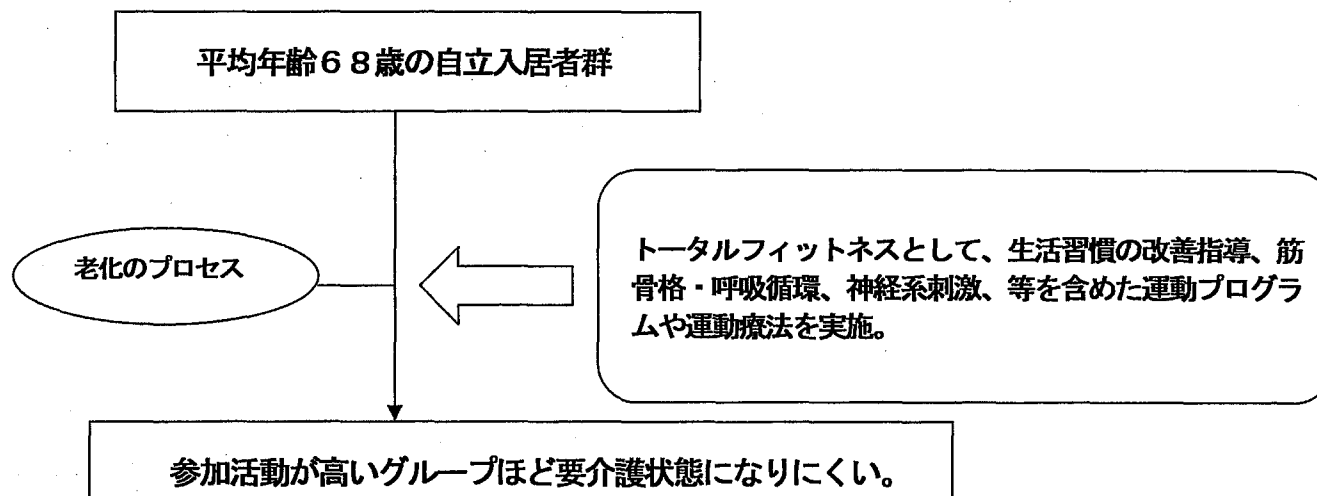 平均年齢68歳の自立入居者群
老化のプロセス
トータルフィットネスとして、生活習慣の改善指導、筋
骨格・呼吸循環、神経系刺激、等を含めた運動プログラ
ムや運動療法を実施。
参加活動が高いグループほど要介護状態になりにくい。